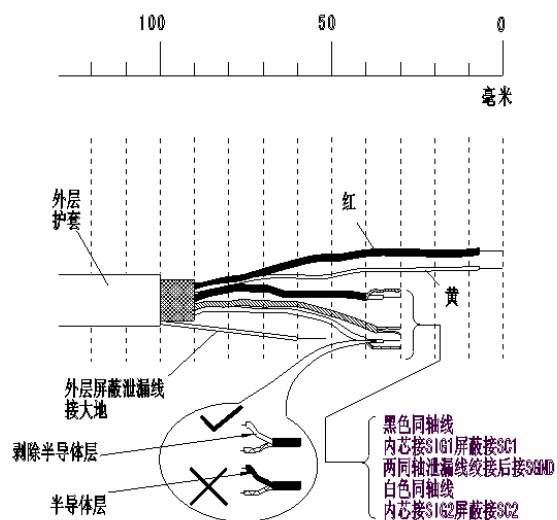 100
50
0
毫米
外层
护套
红
黄
外层屏蔽泄漏线
接大地
剥除半导体层
半导体层
黑色同轴线
内芯接SIG1屏蔽接SC1
两同轴泄漏线绞接后接SGND
白色同轴线
内芯接SIG2屏蔽接SC2